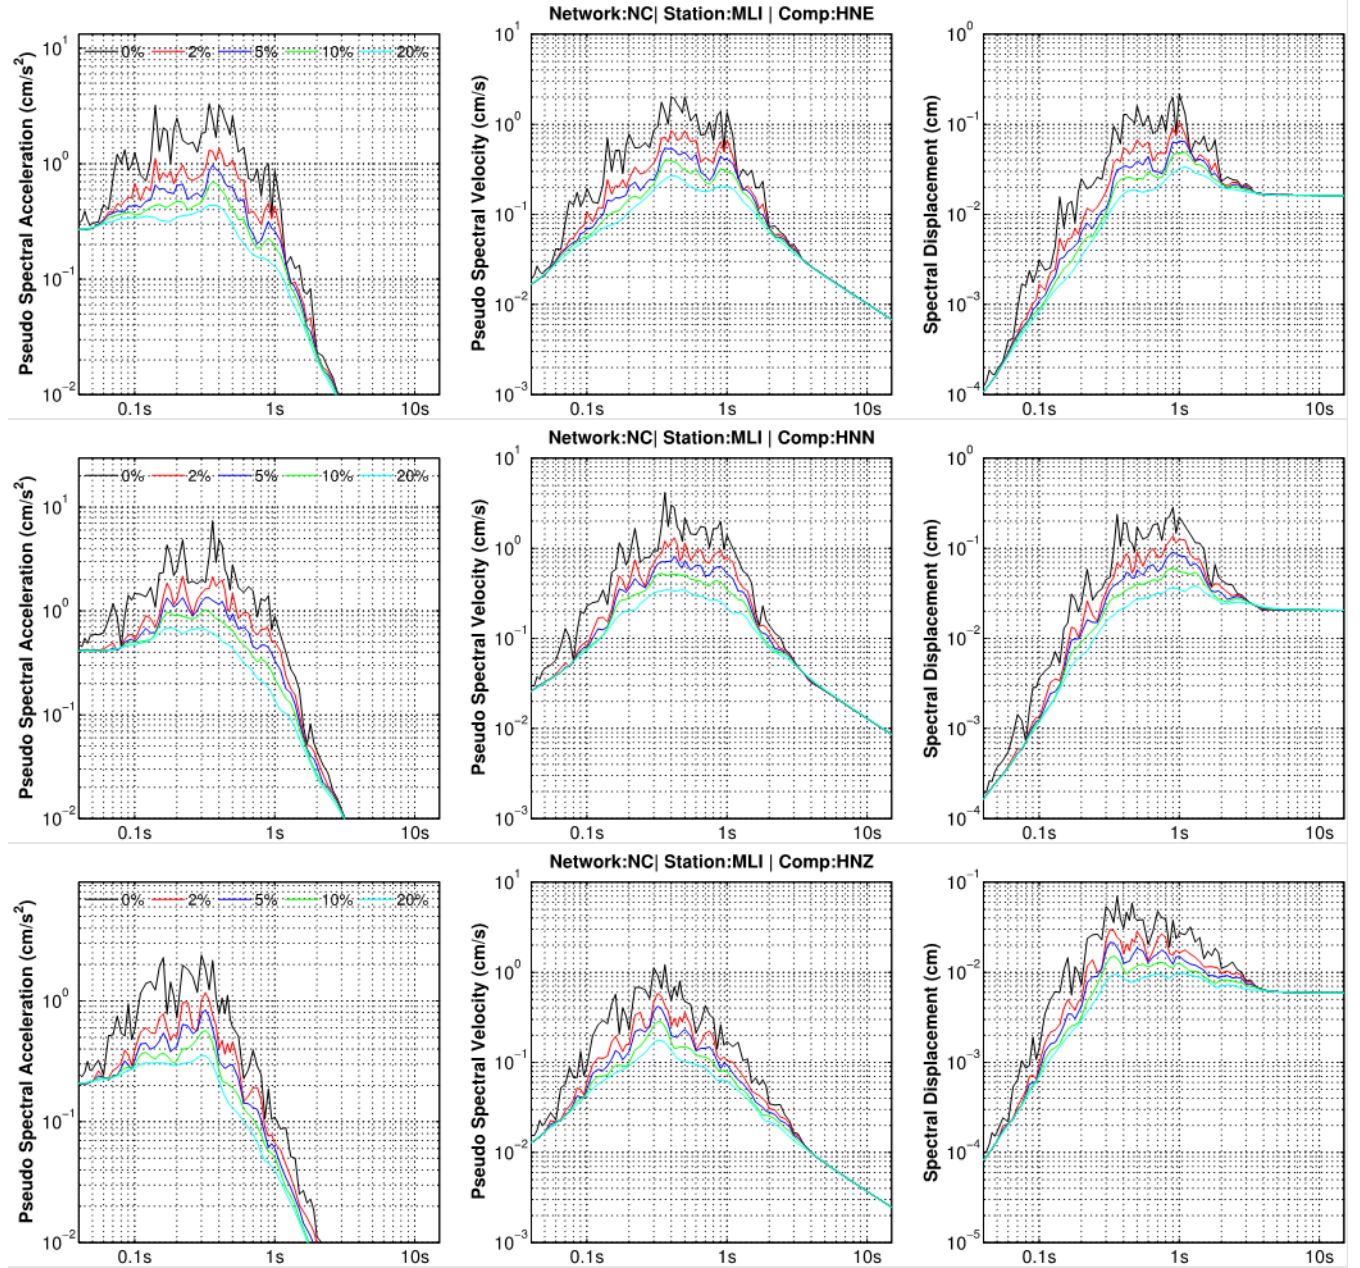 Network:NC| Station:MLI | Comp:HNE
Pseudo Spectral Acceleration (cm/s²)
10¹
10⁰
10⁻¹
10⁻²
0% 2% 5% 10% 20%
0.1s 1s 10s
Pseudo Spectral Velocity (cm/s)
10¹
10⁰
10⁻¹
10⁻²
10⁻³
0.1s 1s 10s
Spectral Displacement (cm)
10⁰
10⁻¹
10⁻²
10⁻³
10⁻⁴
0.1s 1s 10s
Network:NC| Station:MLI | Comp:HNN
Pseudo Spectral Acceleration (cm/s²)
10¹
10⁰
10⁻¹
10⁻²
0% 2% 5% 10% 20%
0.1s 1s 10s
Pseudo Spectral Velocity (cm/s)
10¹
10⁰
10⁻¹
10⁻²
10⁻³
0.1s 1s 10s
Spectral Displacement (cm)
10⁰
10⁻¹
10⁻²
10⁻³
10⁻⁴
0.1s 1s 10s
Network:NC| Station:MLI | Comp:HNZ
Pseudo Spectral Acceleration (cm/s²)
10⁰
10⁻¹
10⁻²
0% 2% 5% 10% 20%
0.1s 1s 10s
Pseudo Spectral Velocity (cm/s)
10¹
10⁰
10⁻¹
10⁻²
10⁻³
0.1s 1s 10s
Spectral Displacement (cm)
10⁻¹
10⁻²
10⁻³
10⁻⁴
10⁻⁵
0.1s 1s 10s